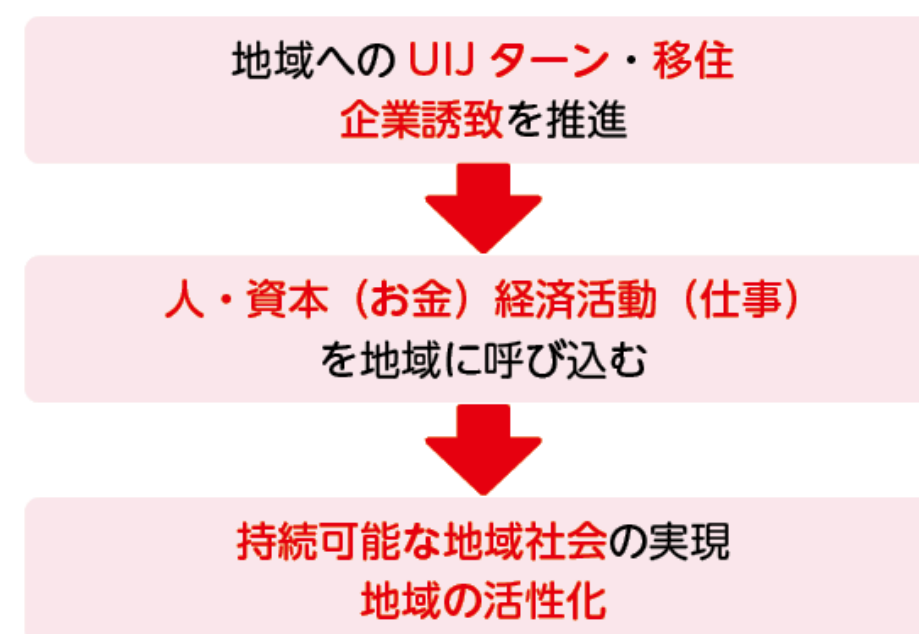 地域への UIJ ターン・移住
企業誘致を推進
人・資本（お金）経済活動（仕事）
を地域に呼び込む
持続可能な地域社会の実現
地域の活性化